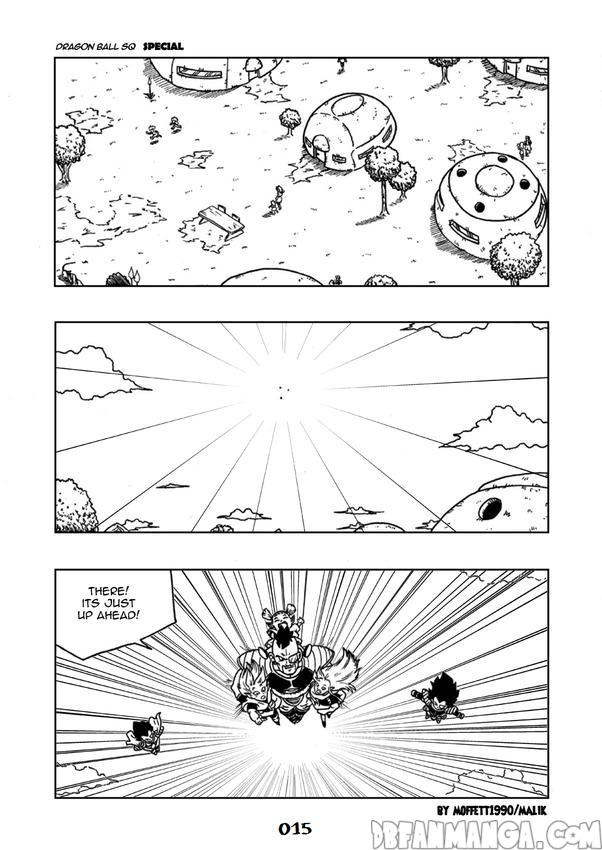 DRAGON BALL SQ SPECIAL
THERE!
ITS JUST
UP AHEAD!
BY MOFFETT1990/MALIK
015
DBFANMANGA.COM